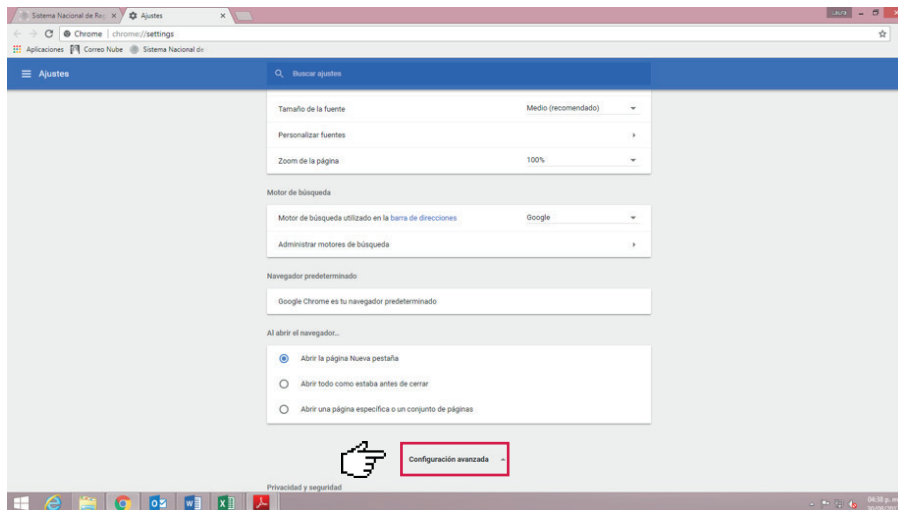 Sistema Nacional de Re
Ajustes
Chrome | chrome://settings
Aplicaciones Correo Nube Sistema Nacional de
Ajustes
Buscar ajustes
Tamaño de la fuente Medio (recomendado)
Personalizar fuentes
Zoom de la página 100%
Motor de búsqueda
Motor de búsqueda utilizado en la barra de direcciones Google
Administrar motores de búsqueda
Navegador predeterminado
Google Chrome es tu navegador predeterminado
Al abrir el navegador...
Abrir la página Nueva pestaña
Abrir todo como estaba antes de cerrar
Abrir una página específica o un conjunto de páginas
Configuración avanzada
Privacidad y seguridad
04:38 p. m.